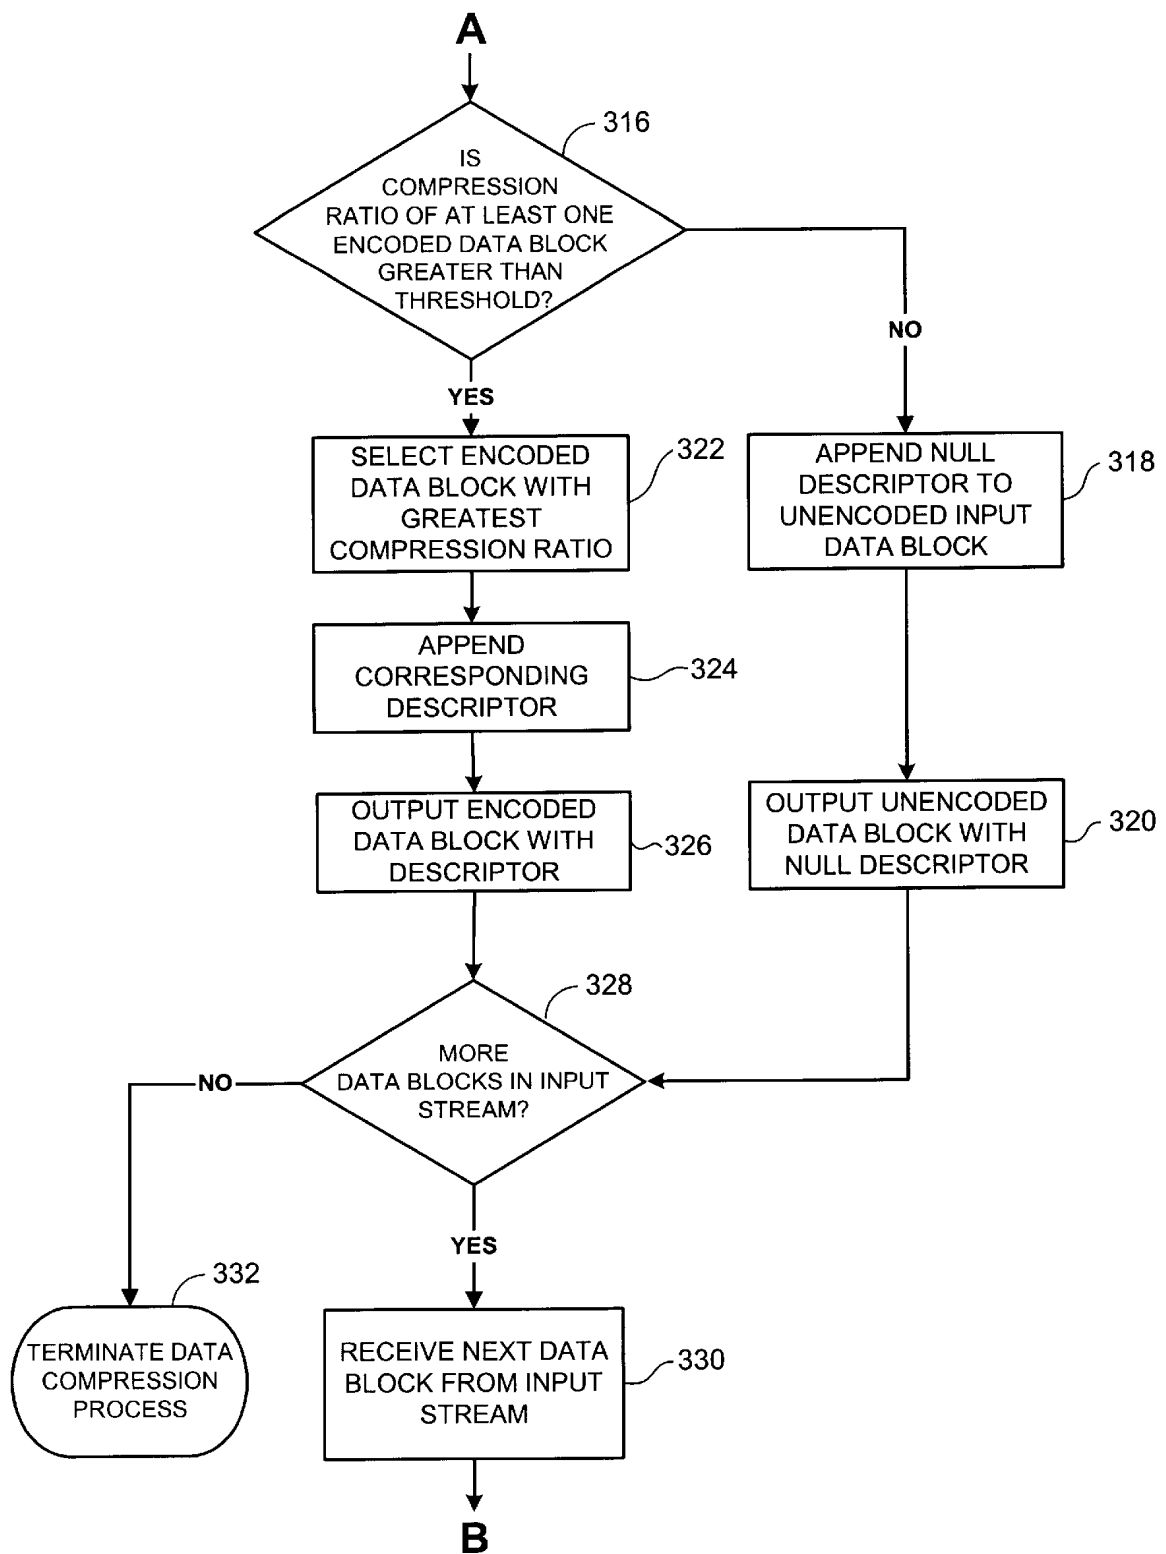 A
316
IS
COMPRESSION
RATIO OF AT LEAST ONE
ENCODED DATA BLOCK
GREATER THAN
THRESHOLD?
NO
YES
SELECT ENCODED
DATA BLOCK WITH
GREATEST
COMPRESSION RATIO
322
APPEND NULL
DESCRIPTOR TO
UNENCODED INPUT
DATA BLOCK
318
APPEND
CORRESPONDING
DESCRIPTOR
324
OUTPUT ENCODED
DATA BLOCK WITH
DESCRIPTOR
326
OUTPUT UNENCODED
DATA BLOCK WITH
NULL DESCRIPTOR
320
328
MORE
DATA BLOCKS IN INPUT
STREAM?
NO
YES
332
TERMINATE DATA
COMPRESSION
PROCESS
RECEIVE NEXT DATA
BLOCK FROM INPUT
STREAM
330
B